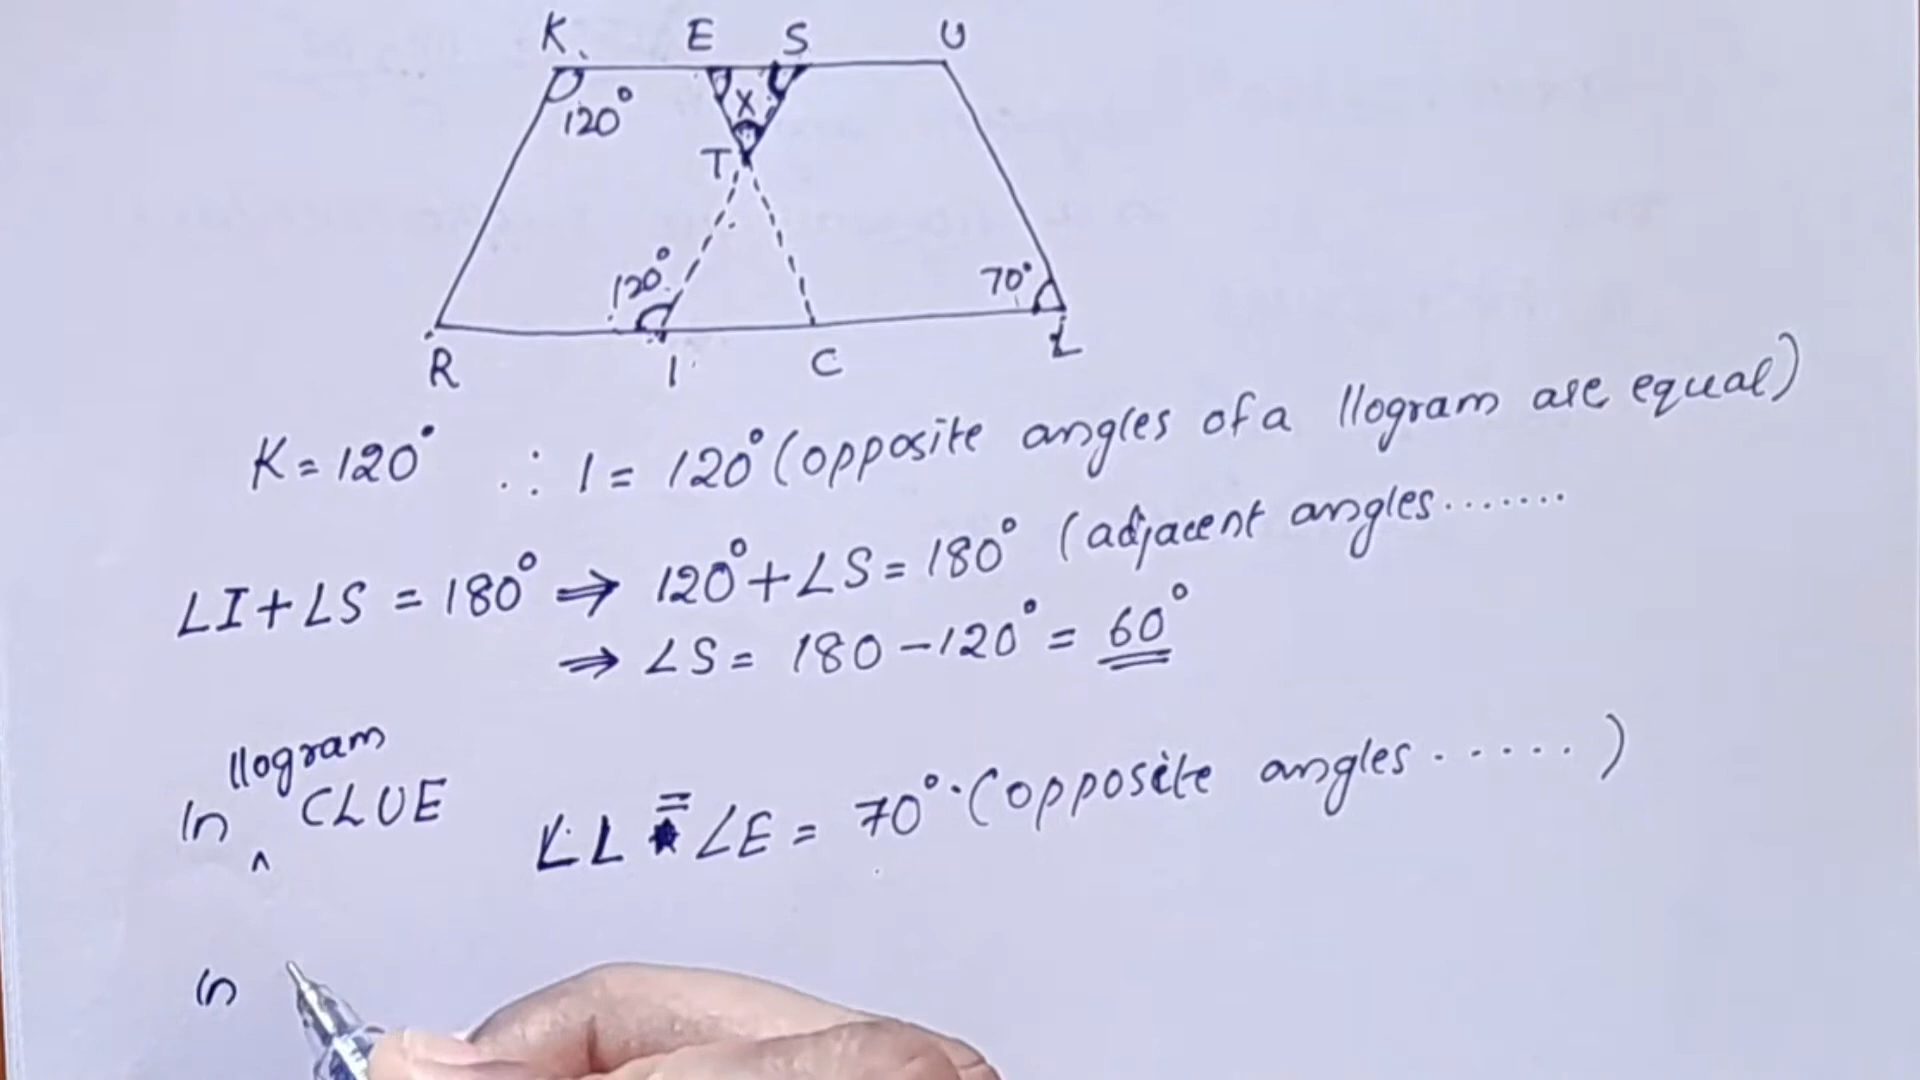 K E S U
120° X
T
120° 70°
R I C L
K = 120° ∴ I = 120° (opposite angles of a llogram are equal)
∠I + ∠S = 180° ⇒ 120° + ∠S = 180° (adjacent angles.......
⇒ ∠S = 180 - 120° = 60°
llogram
In ^ CLUE ∠L = ∠E = 70°. (opposite angles ......)
In